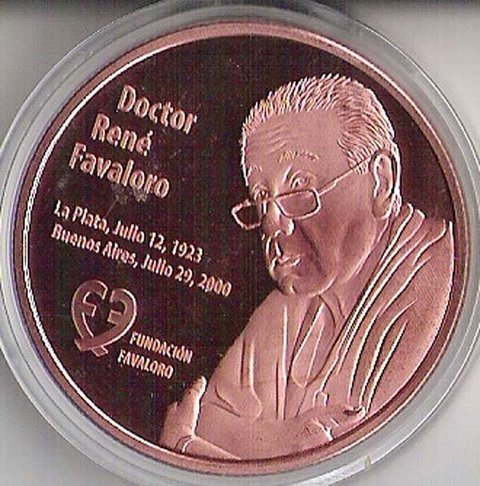 Doctor
René
Favaloro
La Plata, Julio 12, 1923
Buenos Aires, Julio 29, 2000
FUNDACIÓN
FAVALORO